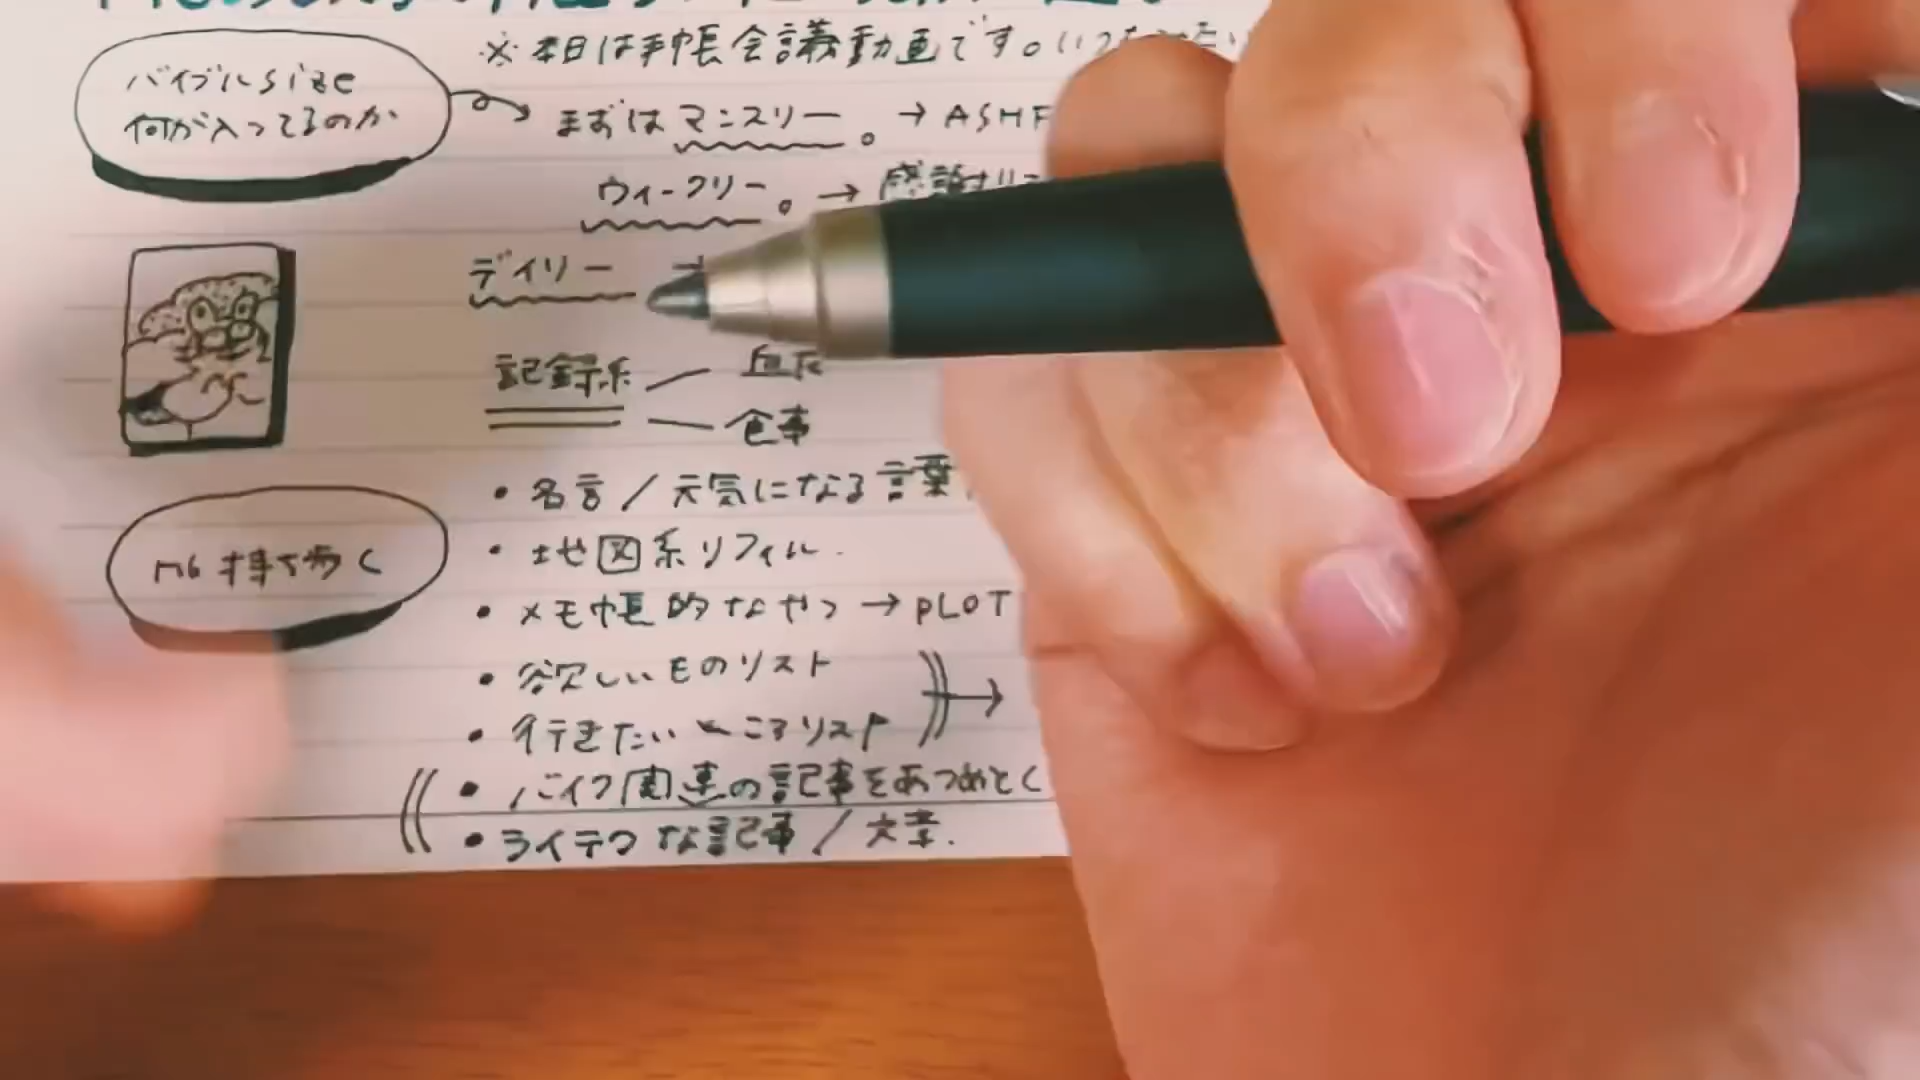 ※本日は手帳会議動画です。
バイブルsize
何が入ってるのか
まずはマンスリー。→ ASHF
ウィークリー。→ 感謝
デイリー
記録系
食事
・名言／元気になる言葉
・地図系リフィル.
M6 持ち歩く
・メモ帳的なやつ → PLOT
・欲しいものリスト
・行きたいところリスト
・バイク関連の記事をあつめとく
・ライテクな記事／